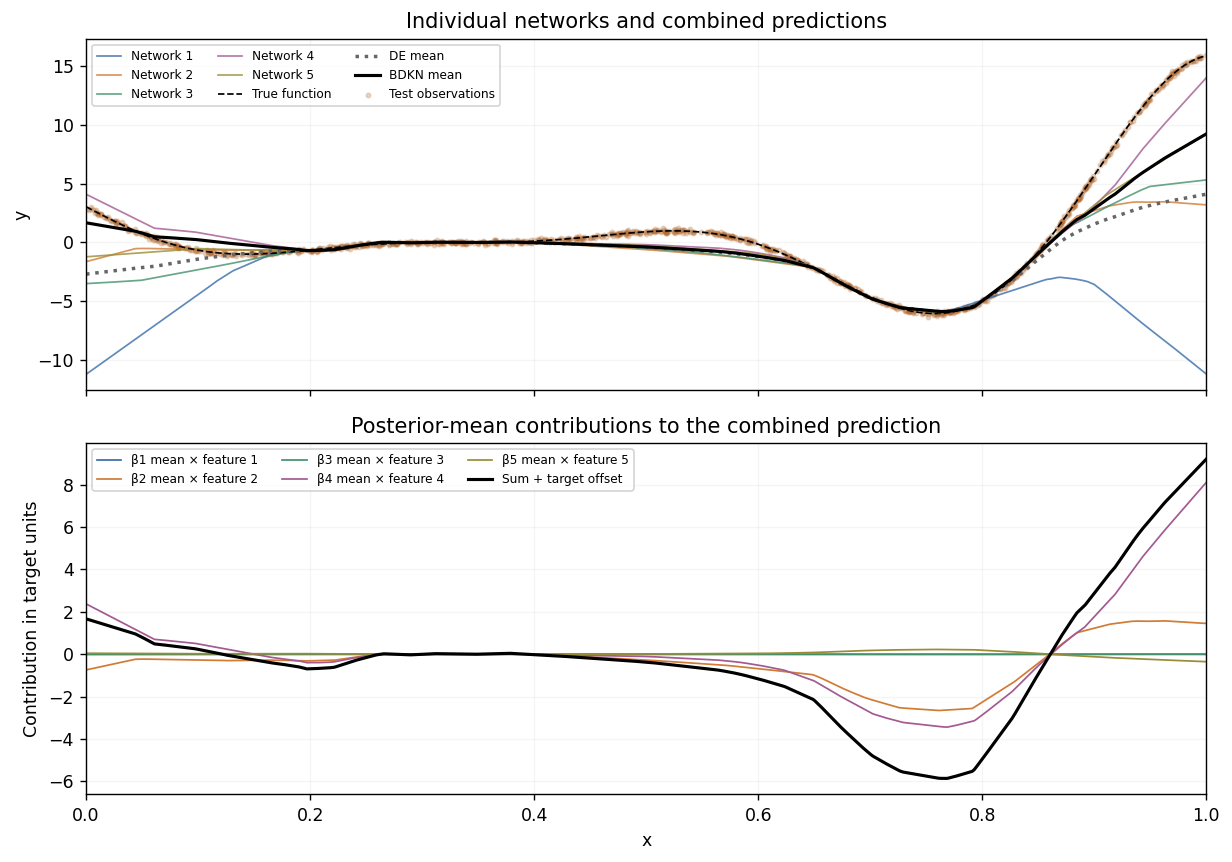 Individual networks and combined predictions
Network 1
Network 2
Network 3
Network 4
Network 5
True function
DE mean
BDKN mean
Test observations
15
10
5
0
−5
−10
y
Posterior-mean contributions to the combined prediction
β1 mean × feature 1
β2 mean × feature 2
β3 mean × feature 3
β4 mean × feature 4
β5 mean × feature 5
Sum + target offset
8
6
4
2
0
−2
−4
−6
Contribution in target units
0.0
0.2
0.4
0.6
0.8
1.0
x